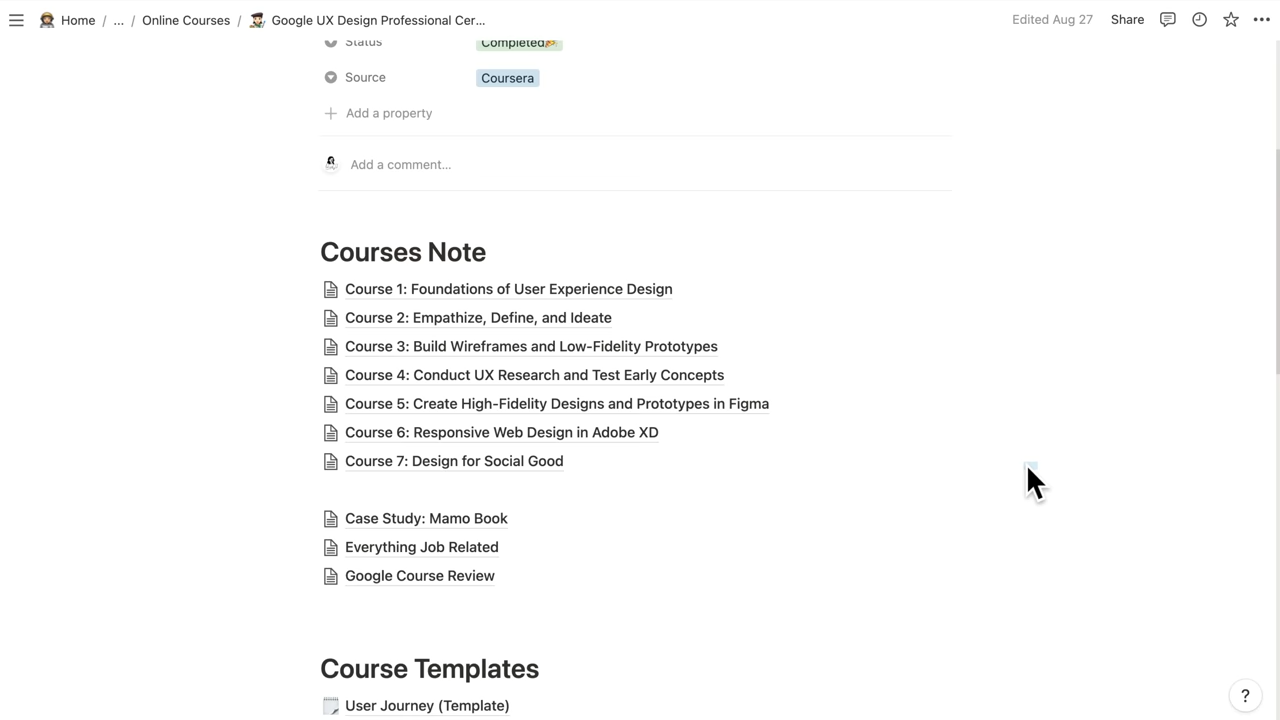 Home / ... / Online Courses / Google UX Design Professional Cer... Edited Aug 27 Share
Status Completed🎉
Source Coursera
Add a property
Add a comment...
Courses Note
Course 1: Foundations of User Experience Design
Course 2: Empathize, Define, and Ideate
Course 3: Build Wireframes and Low-Fidelity Prototypes
Course 4: Conduct UX Research and Test Early Concepts
Course 5: Create High-Fidelity Designs and Prototypes in Figma
Course 6: Responsive Web Design in Adobe XD
Course 7: Design for Social Good
Case Study: Mamo Book
Everything Job Related
Google Course Review
Course Templates
User Journey (Template)
?